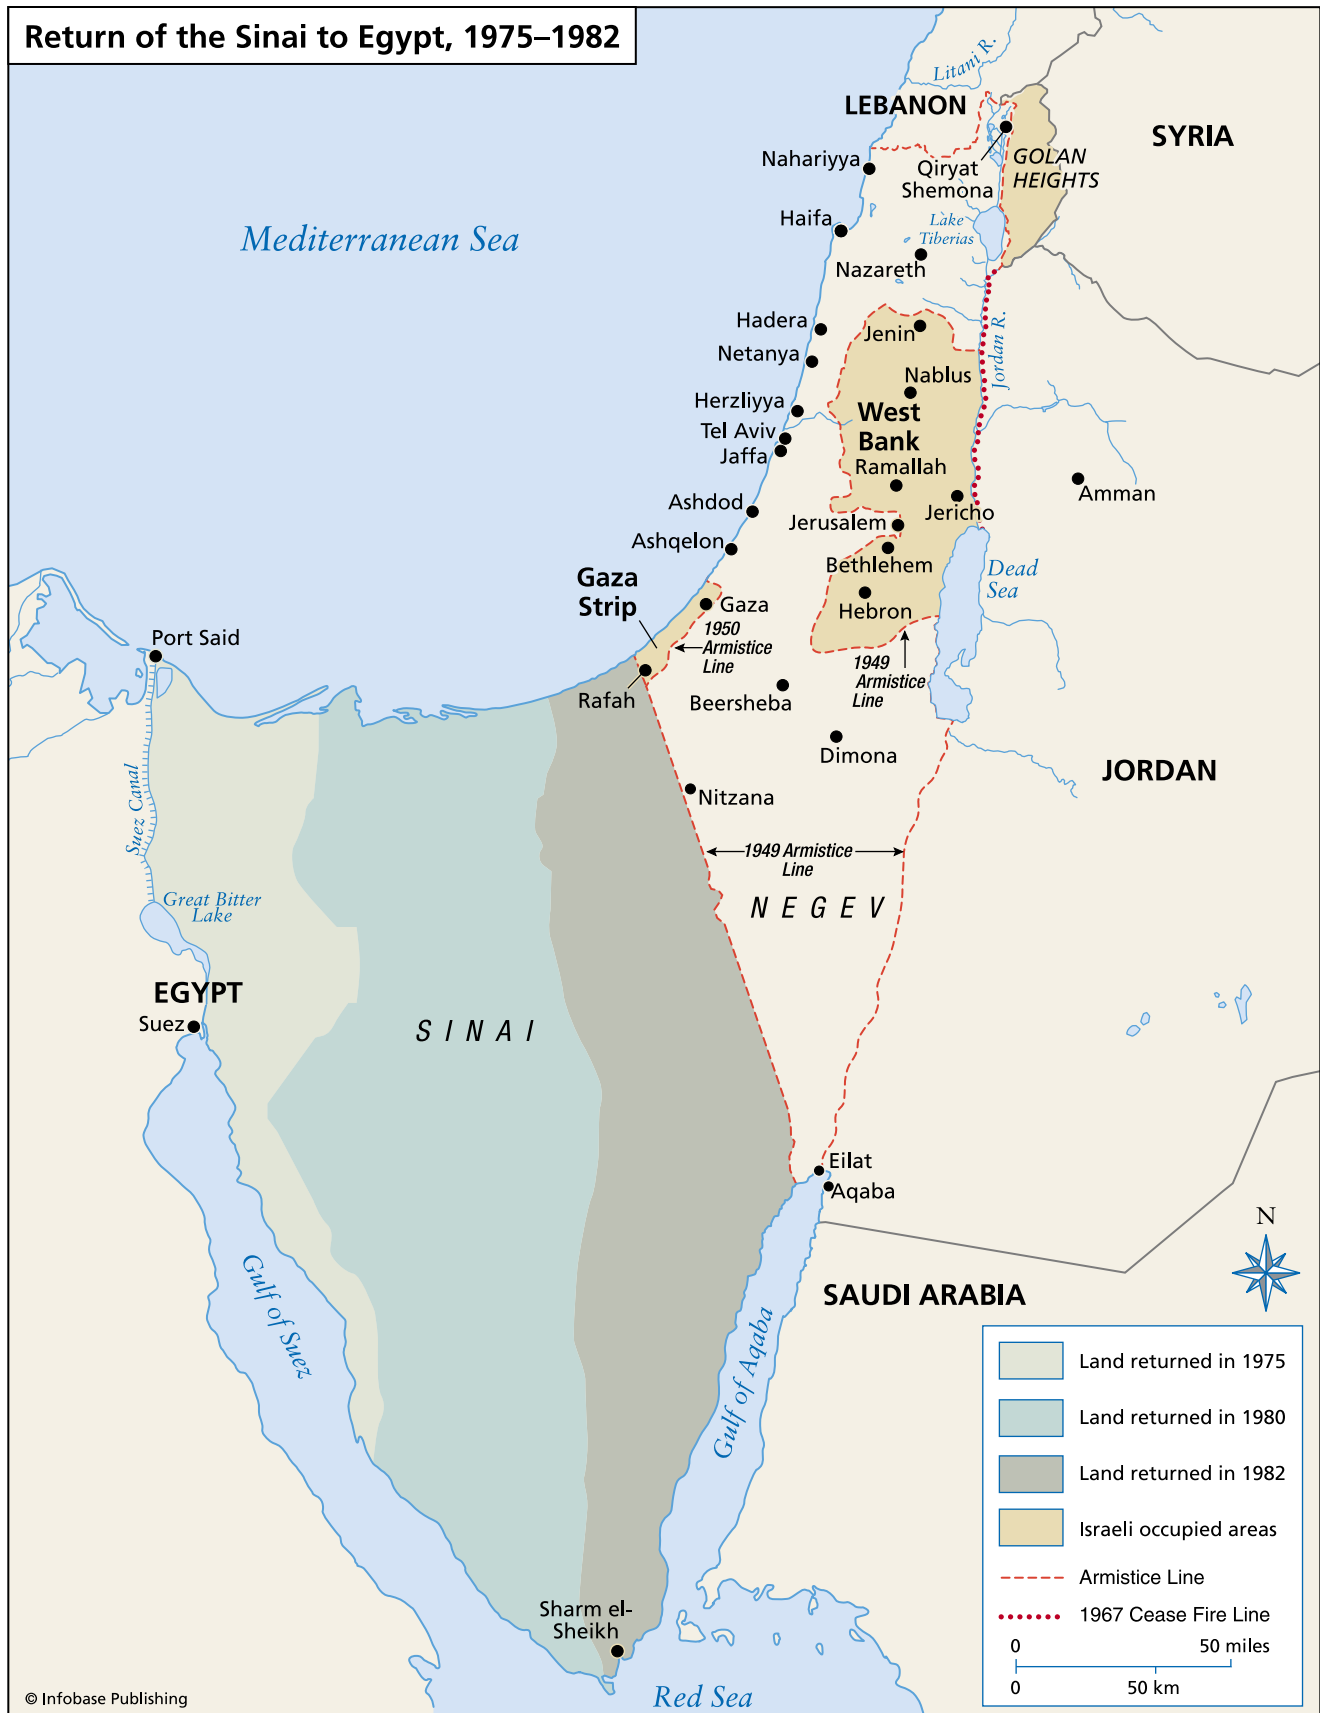 Return of the Sinai to Egypt, 1975–1982
Litani R.
LEBANON
SYRIA
Nahariyya
Qiryat
Shemona
GOLAN
HEIGHTS
Haifa
Lake
Tiberias
Mediterranean Sea
Nazareth
Hadera
Jenin
Jordan R.
Netanya
Nablus
Herzliyya
West
Bank
Tel Aviv
Jaffa
Ramallah
Amman
Ashdod
Jericho
Jerusalem
Ashqelon
Bethlehem
Dead
Sea
Gaza
Strip
Gaza
Hebron
1950
Armistice
Line
Port Said
1949
Armistice
Line
Rafah
Beersheba
Dimona
JORDAN
Suez Canal
Nitzana
1949 Armistice
Line
Great Bitter
Lake
NEGEV
EGYPT
Suez
SINAI
Eilat
Aqaba
N
Gulf of Suez
SAUDI ARABIA
Gulf of Aqaba
Land returned in 1975
Land returned in 1980
Land returned in 1982
Israeli occupied areas
Armistice Line
1967 Cease Fire Line
0 50 miles
0 50 km
Sharm el-
Sheikh
Red Sea
© Infobase Publishing